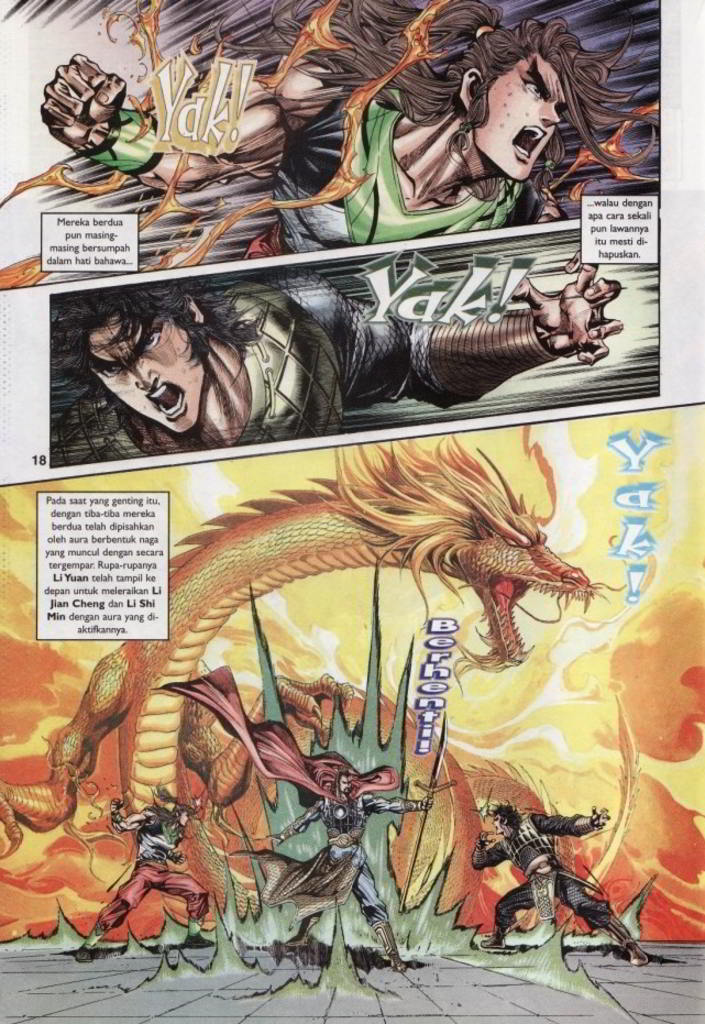 Yak!
Mereka berdua
pun masing-
masing bersumpah
dalam hati bahawa...
...walau dengan
apa cara sekali
pun lawannya
itu mesti di-
hapuskan.
Yak!
18
Pada saat yang genting itu,
dengan tiba-tiba mereka
berdua telah dipisahkan
oleh aura berbentuk naga
yang muncul dengan secara
tergempar. Rupa-rupanya
Li Yuan telah tampil ke
depan untuk meleraikan Li
Jian Cheng dan Li Shi
Min dengan aura yang di-
aktifkannya.
Yak!
Berhenti!